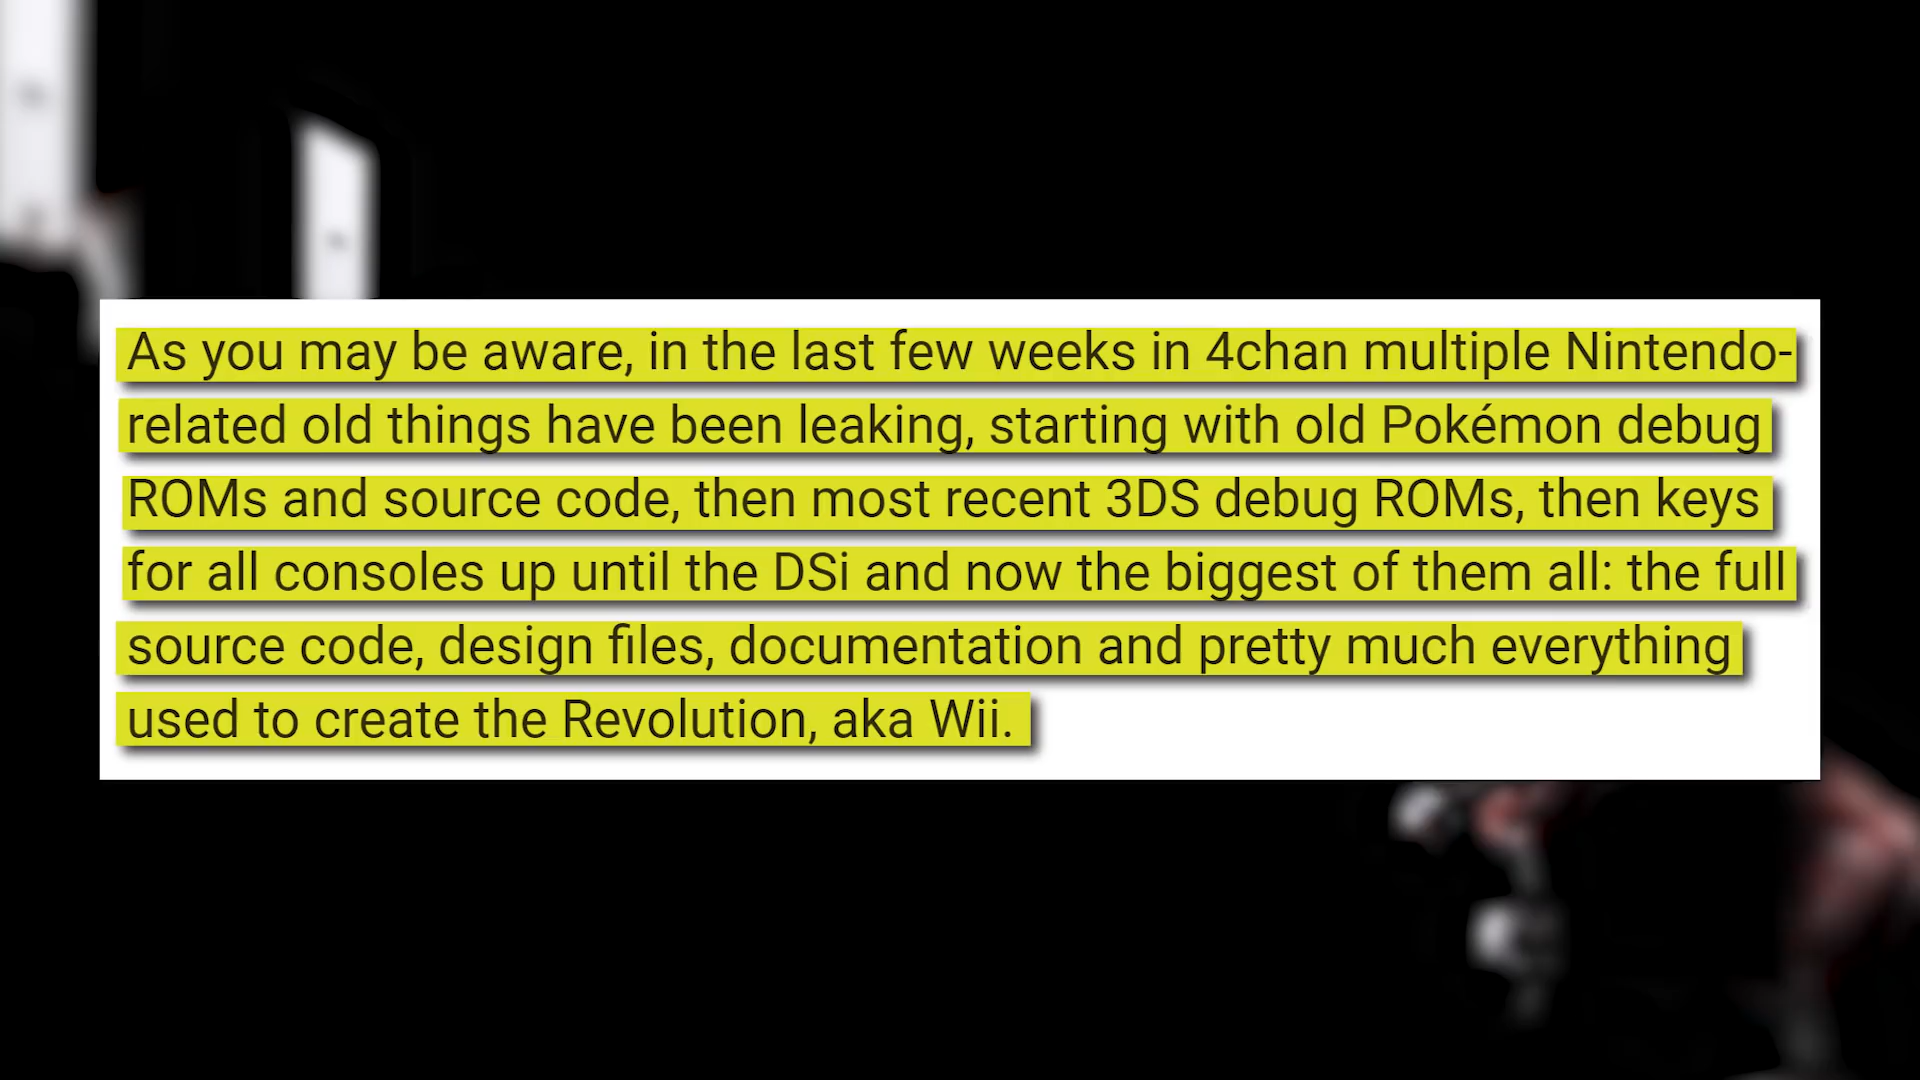 As you may be aware, in the last few weeks in 4chan multiple Nintendo-
related old things have been leaking, starting with old Pokémon debug
ROMs and source code, then most recent 3DS debug ROMs, then keys
for all consoles up until the DSi and now the biggest of them all: the full
source code, design files, documentation and pretty much everything
used to create the Revolution, aka Wii.